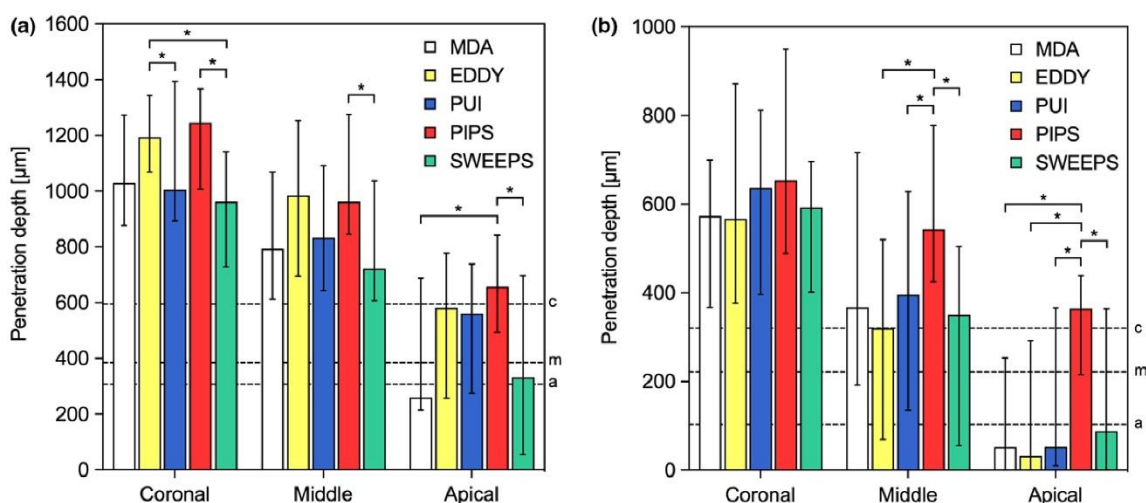 (a)
Penetration depth [µm]
1600
1400
1200
1000
800
600
400
200
0
* * *
*
* *
MDA
EDDY
PUI
PIPS
SWEEPS
c
m
a
Coronal Middle Apical
(b)
Penetration depth [µm]
1000
800
600
400
200
0
*
* *
*
*
* *
MDA
EDDY
PUI
PIPS
SWEEPS
c
m
a
Coronal Middle Apical